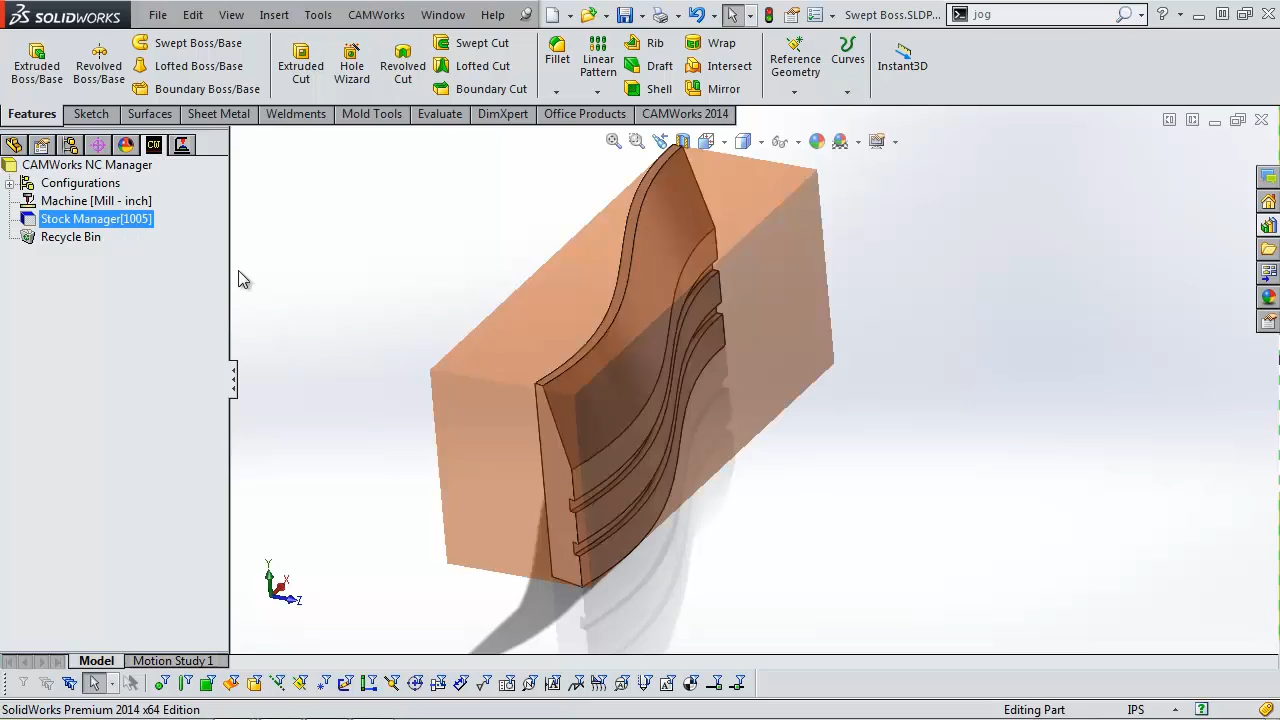 SOLIDWORKS File Edit View Insert Tools CAMWorks Window Help Swept Boss.SLDP... jog
Extruded Boss/Base
Revolved Boss/Base
Swept Boss/Base
Lofted Boss/Base
Boundary Boss/Base
Extruded Cut
Hole Wizard
Revolved Cut
Swept Cut
Lofted Cut
Boundary Cut
Fillet
Linear Pattern
Rib
Draft
Shell
Wrap
Intersect
Mirror
Reference Geometry
Curves
Instant3D
Features Sketch Surfaces Sheet Metal Weldments Mold Tools Evaluate DimXpert Office Products CAMWorks 2014
CW
CAMWorks NC Manager
Configurations
Machine [Mill - inch]
Stock Manager[1005]
Recycle Bin
Y
X
Z
Model Motion Study 1
SolidWorks Premium 2014 x64 Edition Editing Part IPS